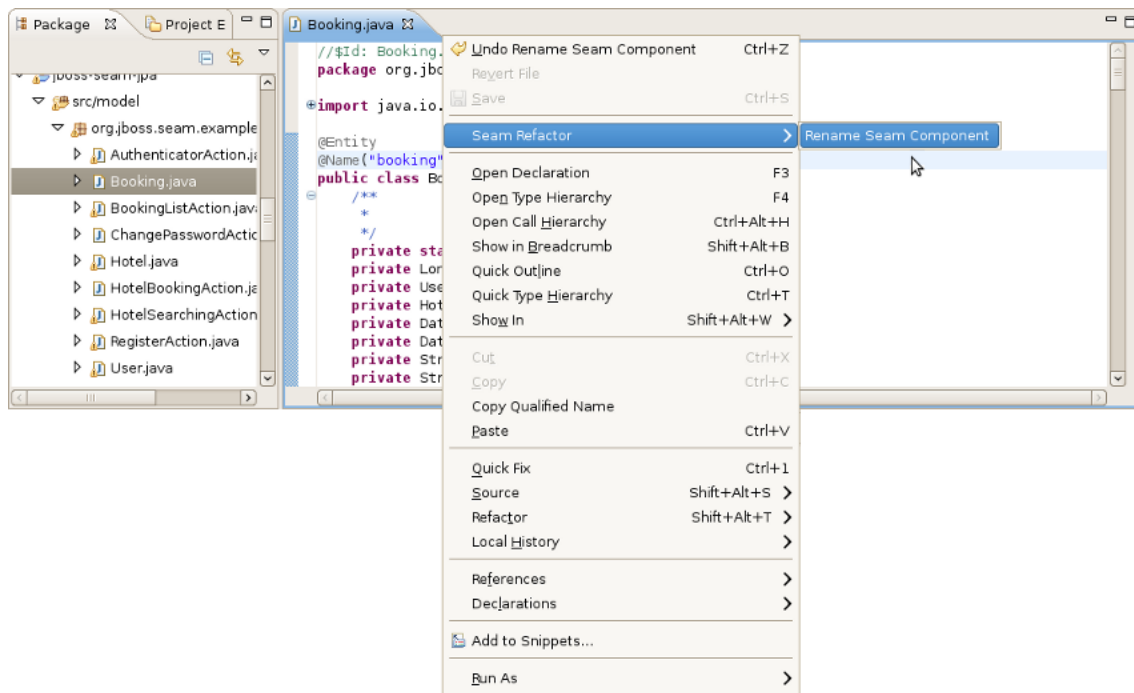 Package
Project E
jboss-seam-jpa
src/model
org.jboss.seam.example
AuthenticatorAction.ja
Booking.java
BookingListAction.java
ChangePasswordActio
Hotel.java
HotelBookingAction.ja
HotelSearchingAction
RegisterAction.java
User.java
Booking.java
//$Id: Booking.
package org.jbo
import java.io.
@Entity
@Name("booking"
public class Bo
/**
*
*/
private sta
private Lon
private Use
private Hot
private Dat
private Dat
private Str
private Str
Undo Rename Seam Component Ctrl+Z
Revert File
Save Ctrl+S
Seam Refactor
Rename Seam Component
Open Declaration F3
Open Type Hierarchy F4
Open Call Hierarchy Ctrl+Alt+H
Show in Breadcrumb Shift+Alt+B
Quick Outline Ctrl+O
Quick Type Hierarchy Ctrl+T
Show In Shift+Alt+W
Cut Ctrl+X
Copy Ctrl+C
Copy Qualified Name
Paste Ctrl+V
Quick Fix Ctrl+1
Source Shift+Alt+S
Refactor Shift+Alt+T
Local History
References
Declarations
Add to Snippets...
Run As